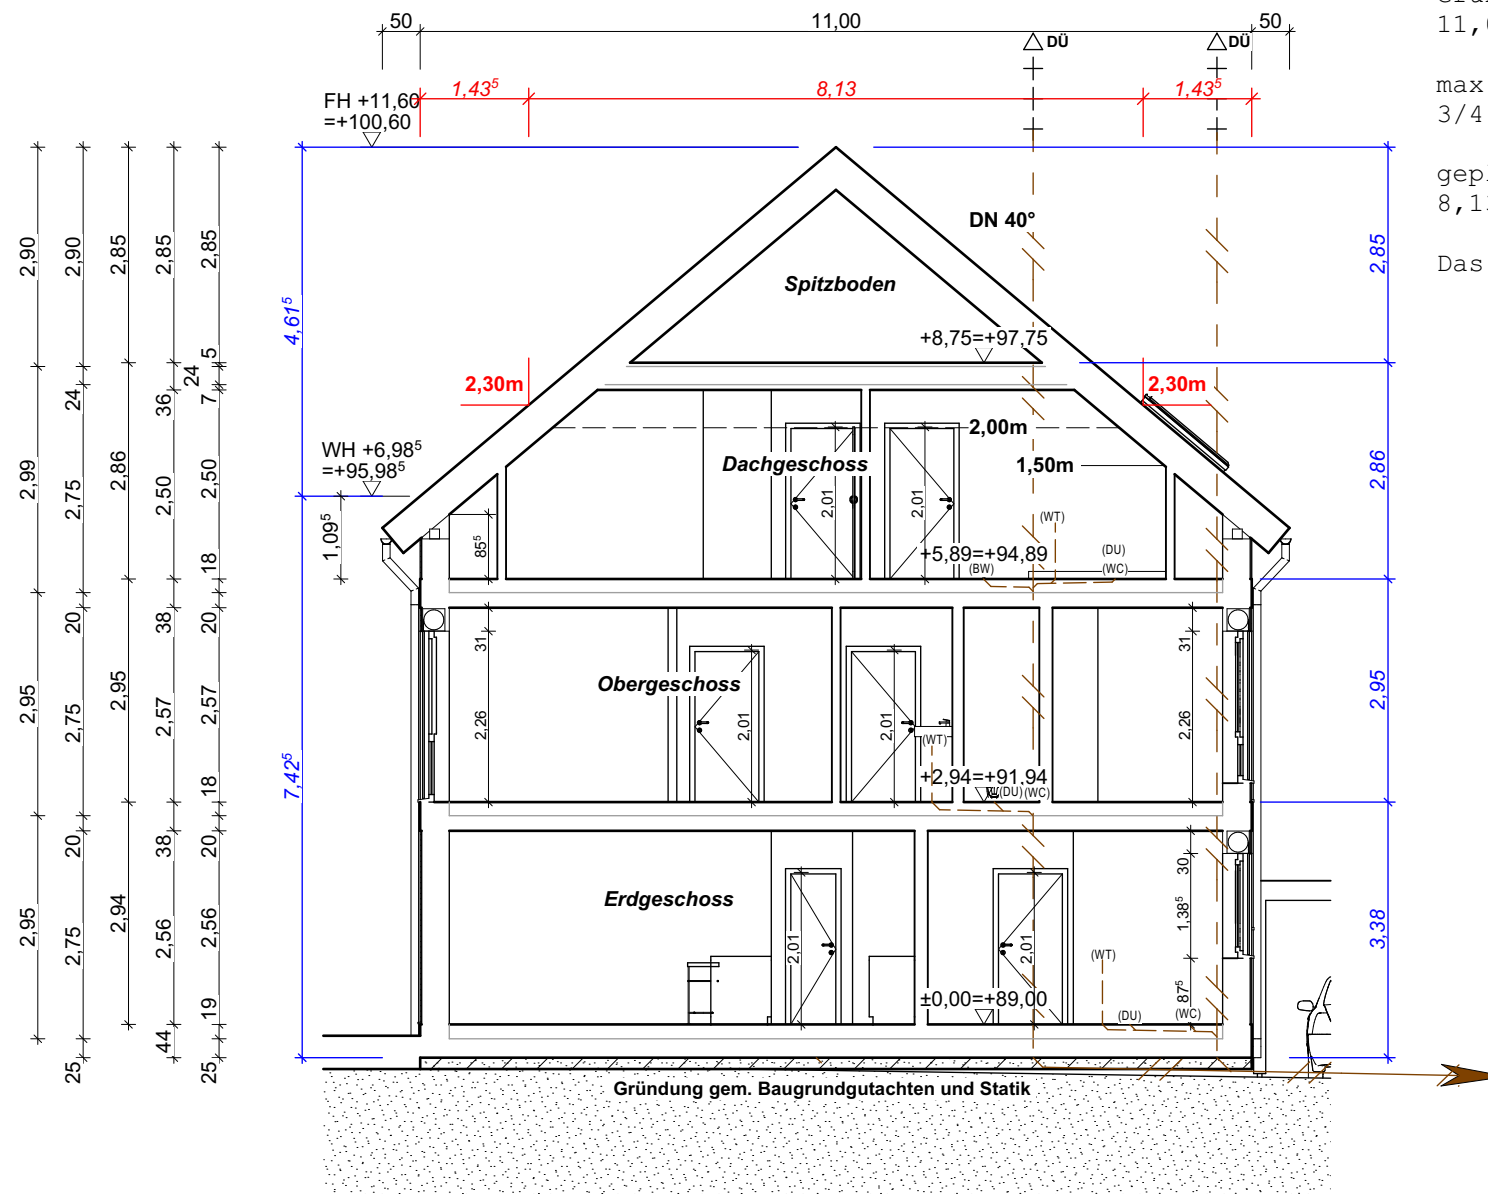 50
11,00
50
DÜ
DÜ
1,43⁵
8,13
1,43⁵
FH +11,60
=+100,60
DN 40°
Spitzboden
+8,75=+97,75
2,30m
2,30m
2,00m
WH +6,98⁵
=+95,98⁵
Dachgeschoss
1,50m
2,01
2,01
(WT)
+5,89=+94,89
(DU)
(BW)
(WC)
85⁵
1,09⁵
2,90
2,99
2,95
2,95
2,90
24
2,75
20
2,75
20
2,75
25
2,85
2,86
2,95
2,94
2,85
36
2,50
38
2,57
38
2,56
44
2,85
5
24
7
2,50
18
20
2,57
18
20
2,56
19
25
4,61⁵
7,42⁵
31
2,26
Obergeschoss
2,01
2,01
(WT)
31
2,26
+2,94=+91,94
(DU)
(WC)
Erdgeschoss
2,01
2,01
30
1,38⁵
87⁵
(WT)
±0,00=+89,00
(DU)
(WC)
2,85
2,86
2,95
3,38
Gründung gem. Baugrundgutachten und Statik
11,
max
3/4
gep
8,1
Das